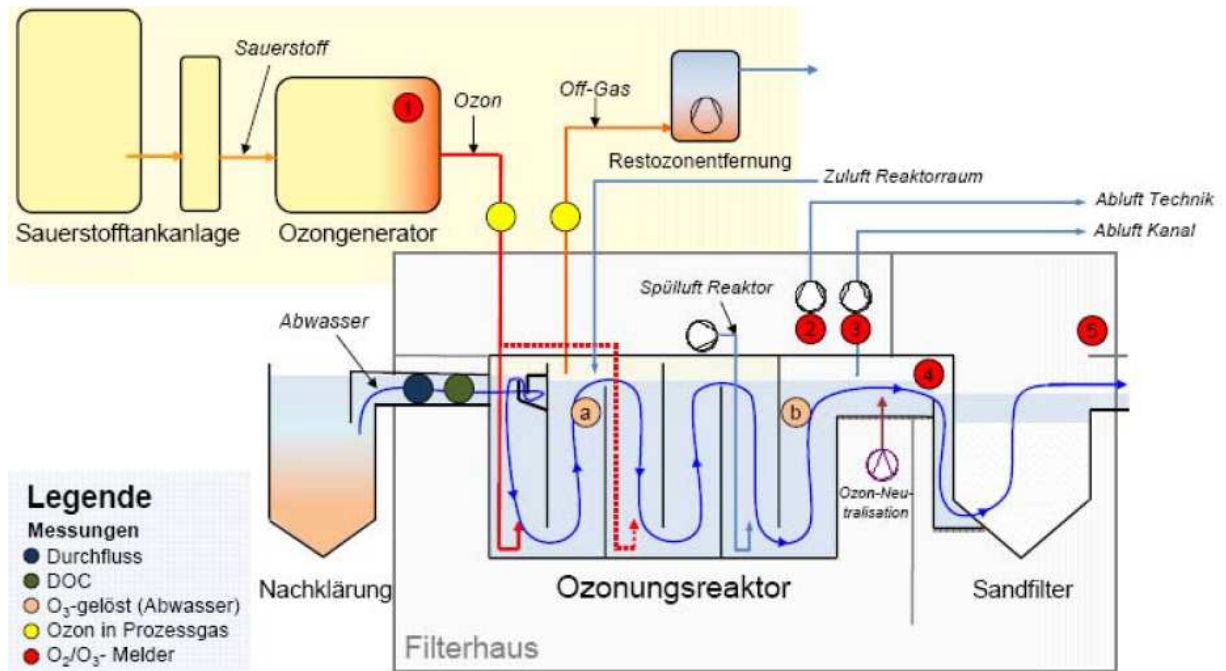 Sauerstoff
1
Ozon
Off-Gas
Restozonentfernung
Sauerstofftankanlage
Ozongenerator
Zuluft Reaktorraum
Abluft Technik
Abluft Kanal
Spülluft Reaktor
2
3
5
Abwasser
4
a
b
Ozon-Neu-
tralisation
Legende
Messungen
Durchfluss
DOC
O₃-gelöst (Abwasser)
Ozon in Prozessgas
O₂/O₃- Melder
Nachklärung
Ozonungsreaktor
Sandfilter
Filterhaus